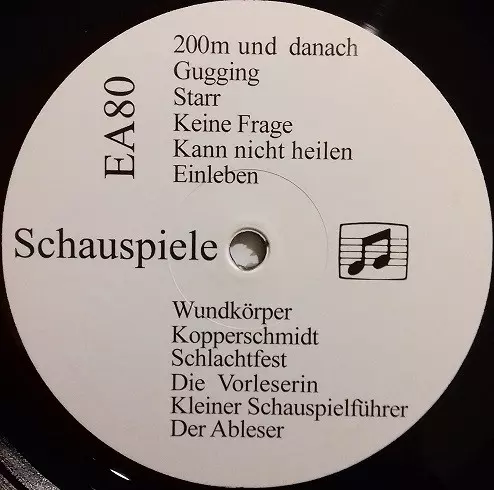 200m und danach
Gugging
Starr
Keine Frage
Kann nicht heilen
Einleben
EA80
Schauspiele
Wundkörper
Kopperschmidt
Schlachtfest
Die Vorleserin
Kleiner Schauspielführer
Der Ableser